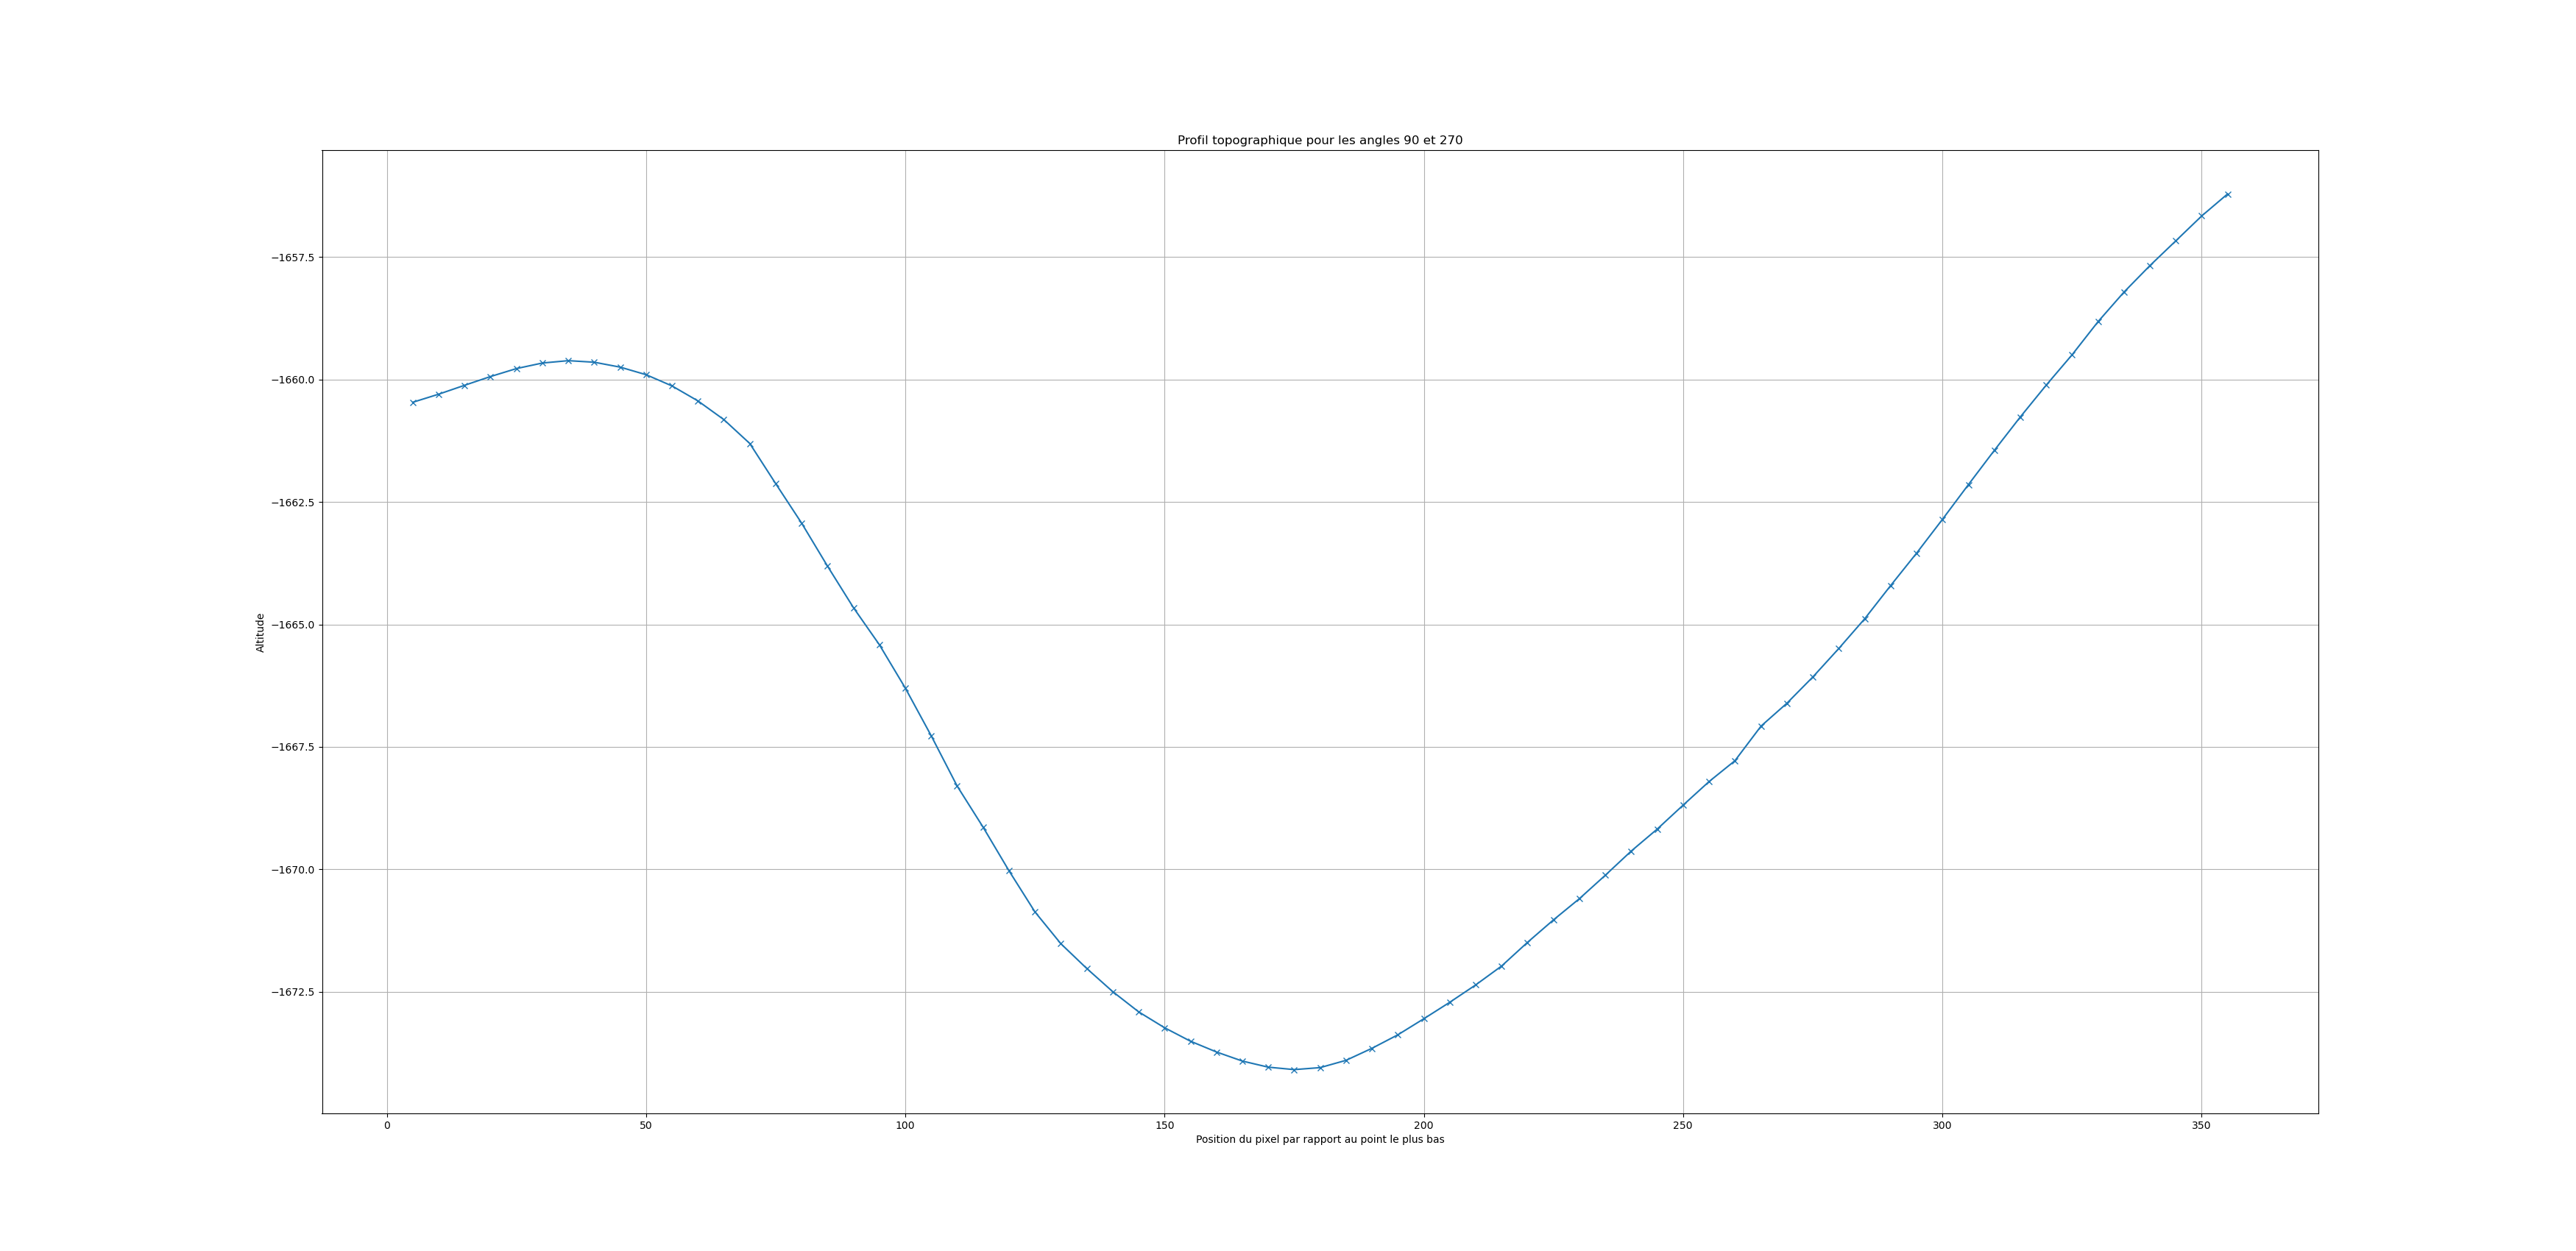 Profil topographique pour les angles 90 et 270
−1657.5
−1660.0
−1662.5
−1665.0
−1667.5
−1670.0
−1672.5
Altitude
0 50 100 150 200 250 300 350
Position du pixel par rapport au point le plus bas